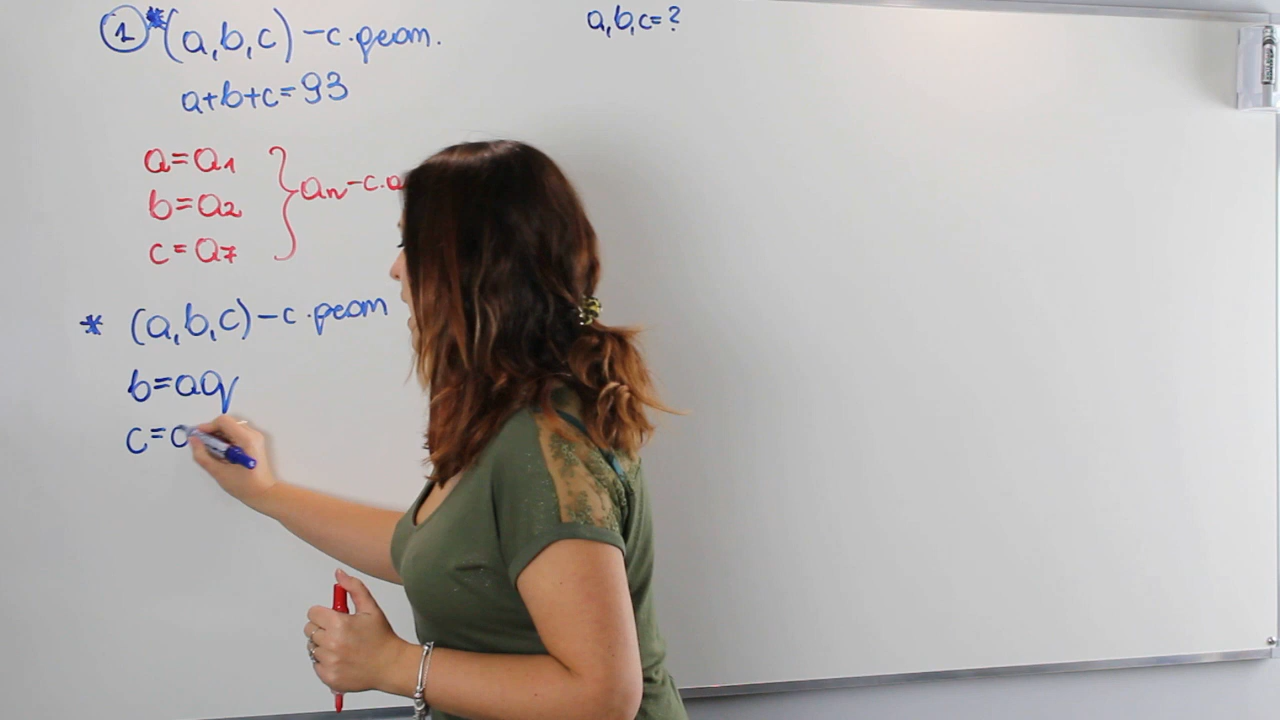 ① *(a,b,c) – c.geom.
a,b,c=?
a+b+c=93
a=a₁
b=a₂ } aₙ – c.a
c=a₇
* (a,b,c) – c.geom
b=aq
c=a